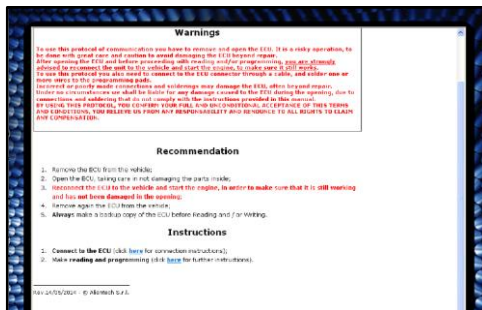 Warnings
To use this protocol of communication you have to remove and open the ECU. It is a risky operation, to
be done with great care and caution to avoid damaging the ECU beyond repair.
After opening the ECU and before proceeding with reading and/or programming, you are strongly
advised to reconnect the unit to the vehicle and start the engine, to make sure it still works.
To use this protocol you also need to connect to the ECU connector through a cable, and solder one or
more wires to the programming pads.
Incorrect or poorly made connections and solderings may damage the ECU, often beyond repair.
Under no circumstances we shall be liable for any damage caused to the ECU during the opening, due to
connections and soldering that do not comply with the instructions provided in this manual.
BY USING THIS PROTOCOL, YOU CONFIRM YOUR FULL AND UNCONDITIONAL ACCEPTANCE OF THIS TERMS
AND CONDITIONS, YOU RELIEVE US FROM ANY RESPONSABILITY AND RENOUNCE TO ALL RIGHTS TO CLAIM
ANY COMPENSATION.
Recommendation
1. Remove the ECU from the vehicle;
2. Open the ECU, taking care in not damaging the parts inside;
3. Reconnect the ECU to the vehicle and start the engine, in order to make sure that it is still working
and has not been damaged in the opening;
4. Remove again the ECU from the vehicle;
5. Always make a backup copy of the ECU before Reading and / or Writing.
Instructions
1. Connect to the ECU (click here for connection instructions);
2. Make reading and programming (click here for further instructions).
Rev 14/05/2024 - © Alientech S.r.l.